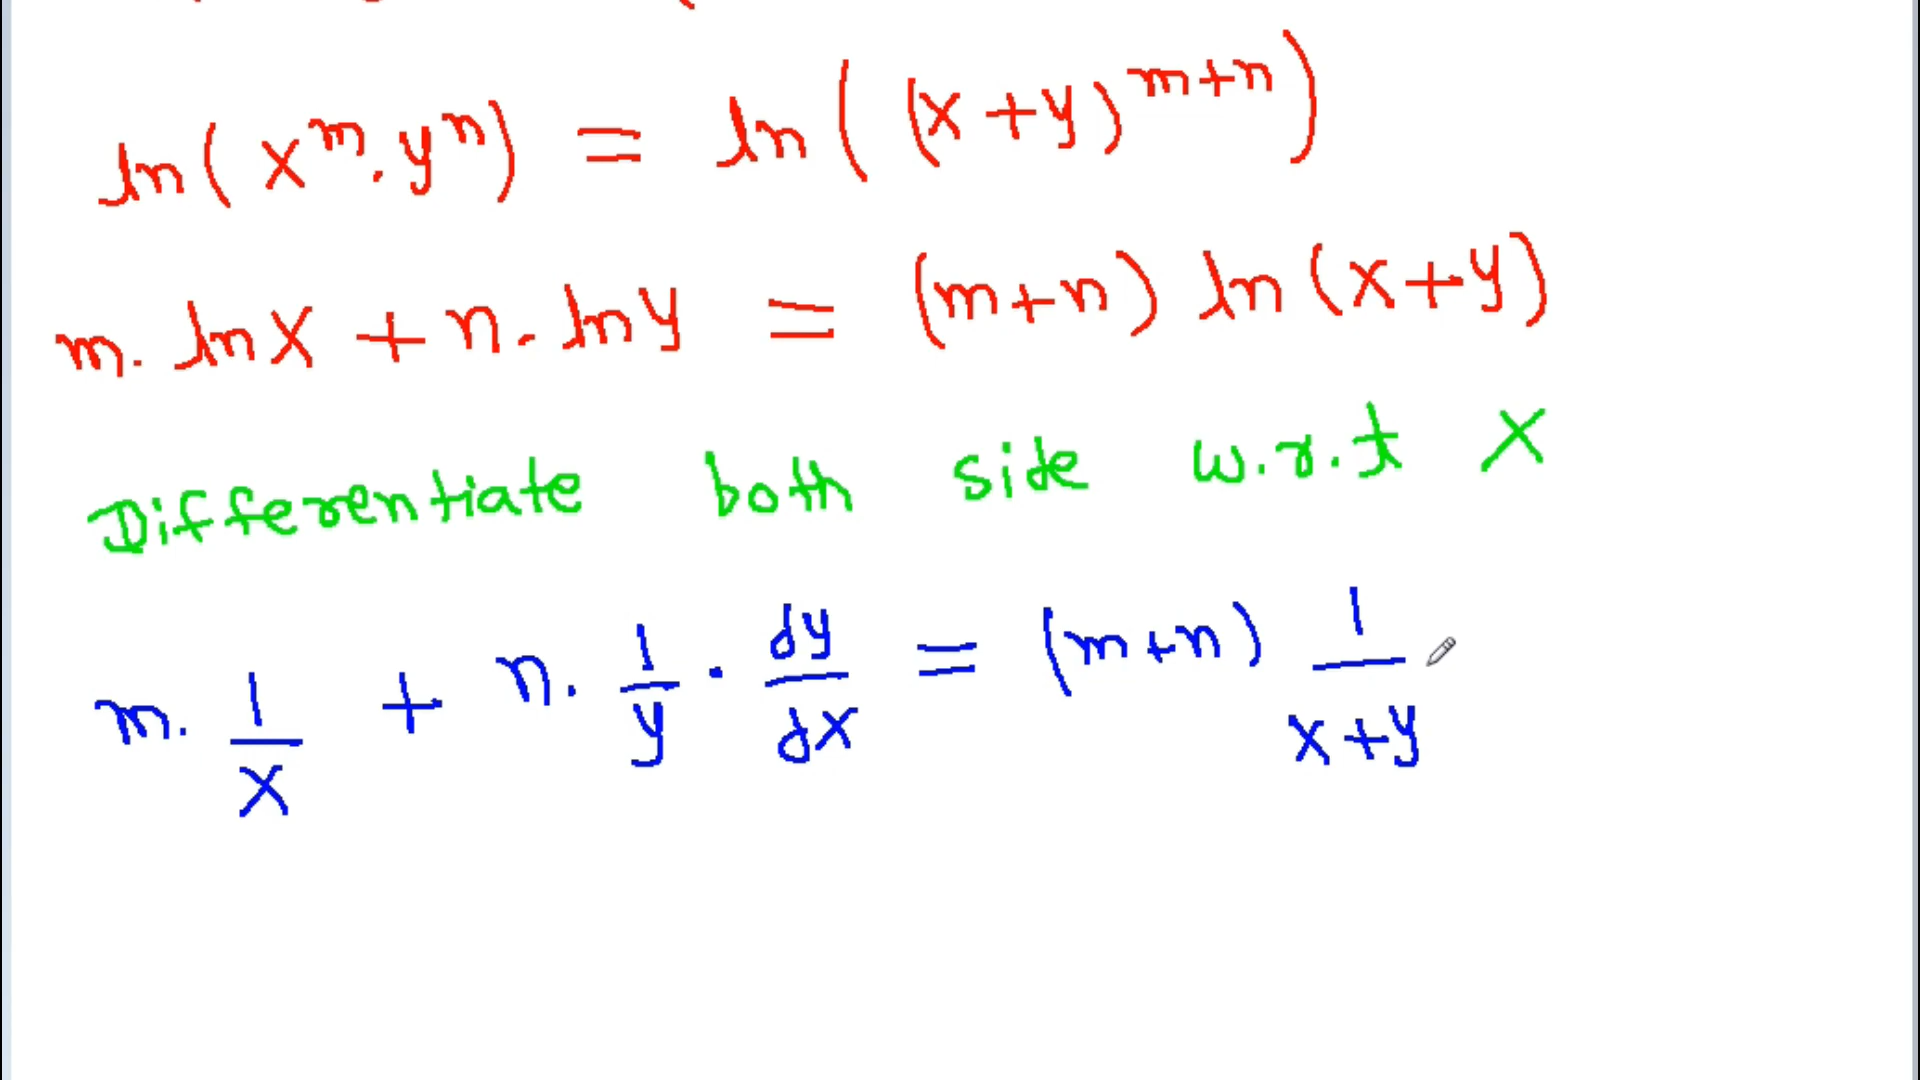 ln(x^m.y^n) = ln((x+y)^m+n)
m.lnx + n.lny = (m+n) ln(x+y)
Differentiate both side w.r.t x
m. 1/x + n. 1/y . dy/dx = (m+n) 1/x+y